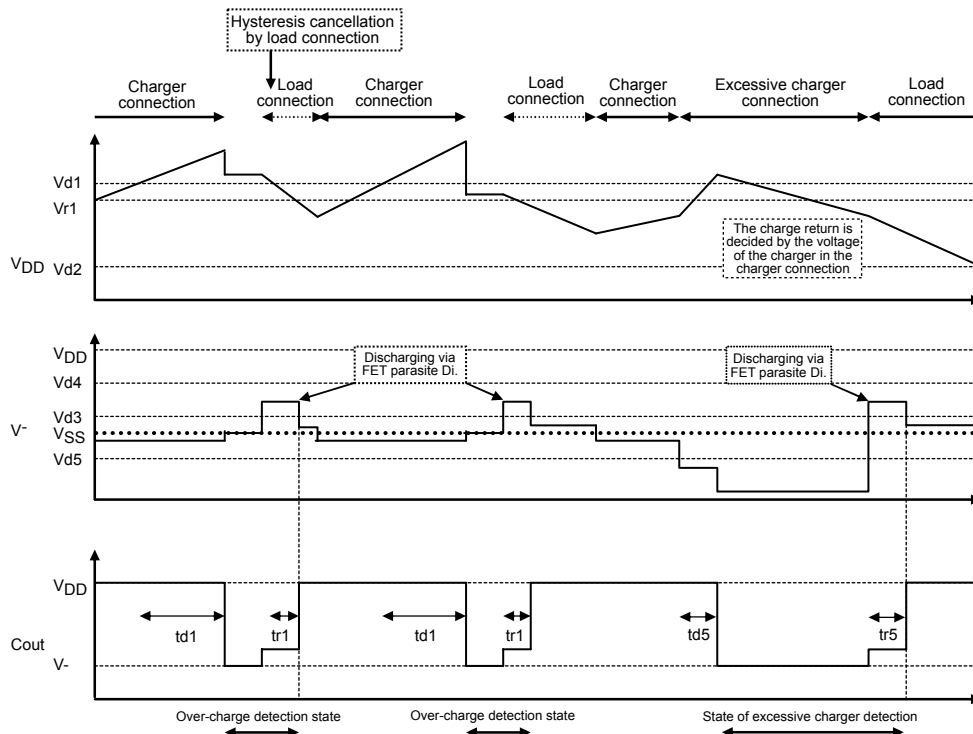 Hysteresis cancellation
by load connection
Charger
connection
Load
connection
Charger
connection
Load
connection
Charger
connection
Excessive charger
connection
Load
connection
Vd1
Vr1
VDD
Vd2
The charge return is
decided by the voltage
of the charger in the
charger connection
VDD
Vd4
Vd3
V-
VSS
Vd5
Discharging via
FET parasite Di.
Discharging via
FET parasite Di.
VDD
Cout
V-
td1
tr1
td1
tr1
td5
tr5
Over-charge detection state
Over-charge detection state
State of excessive charger detection